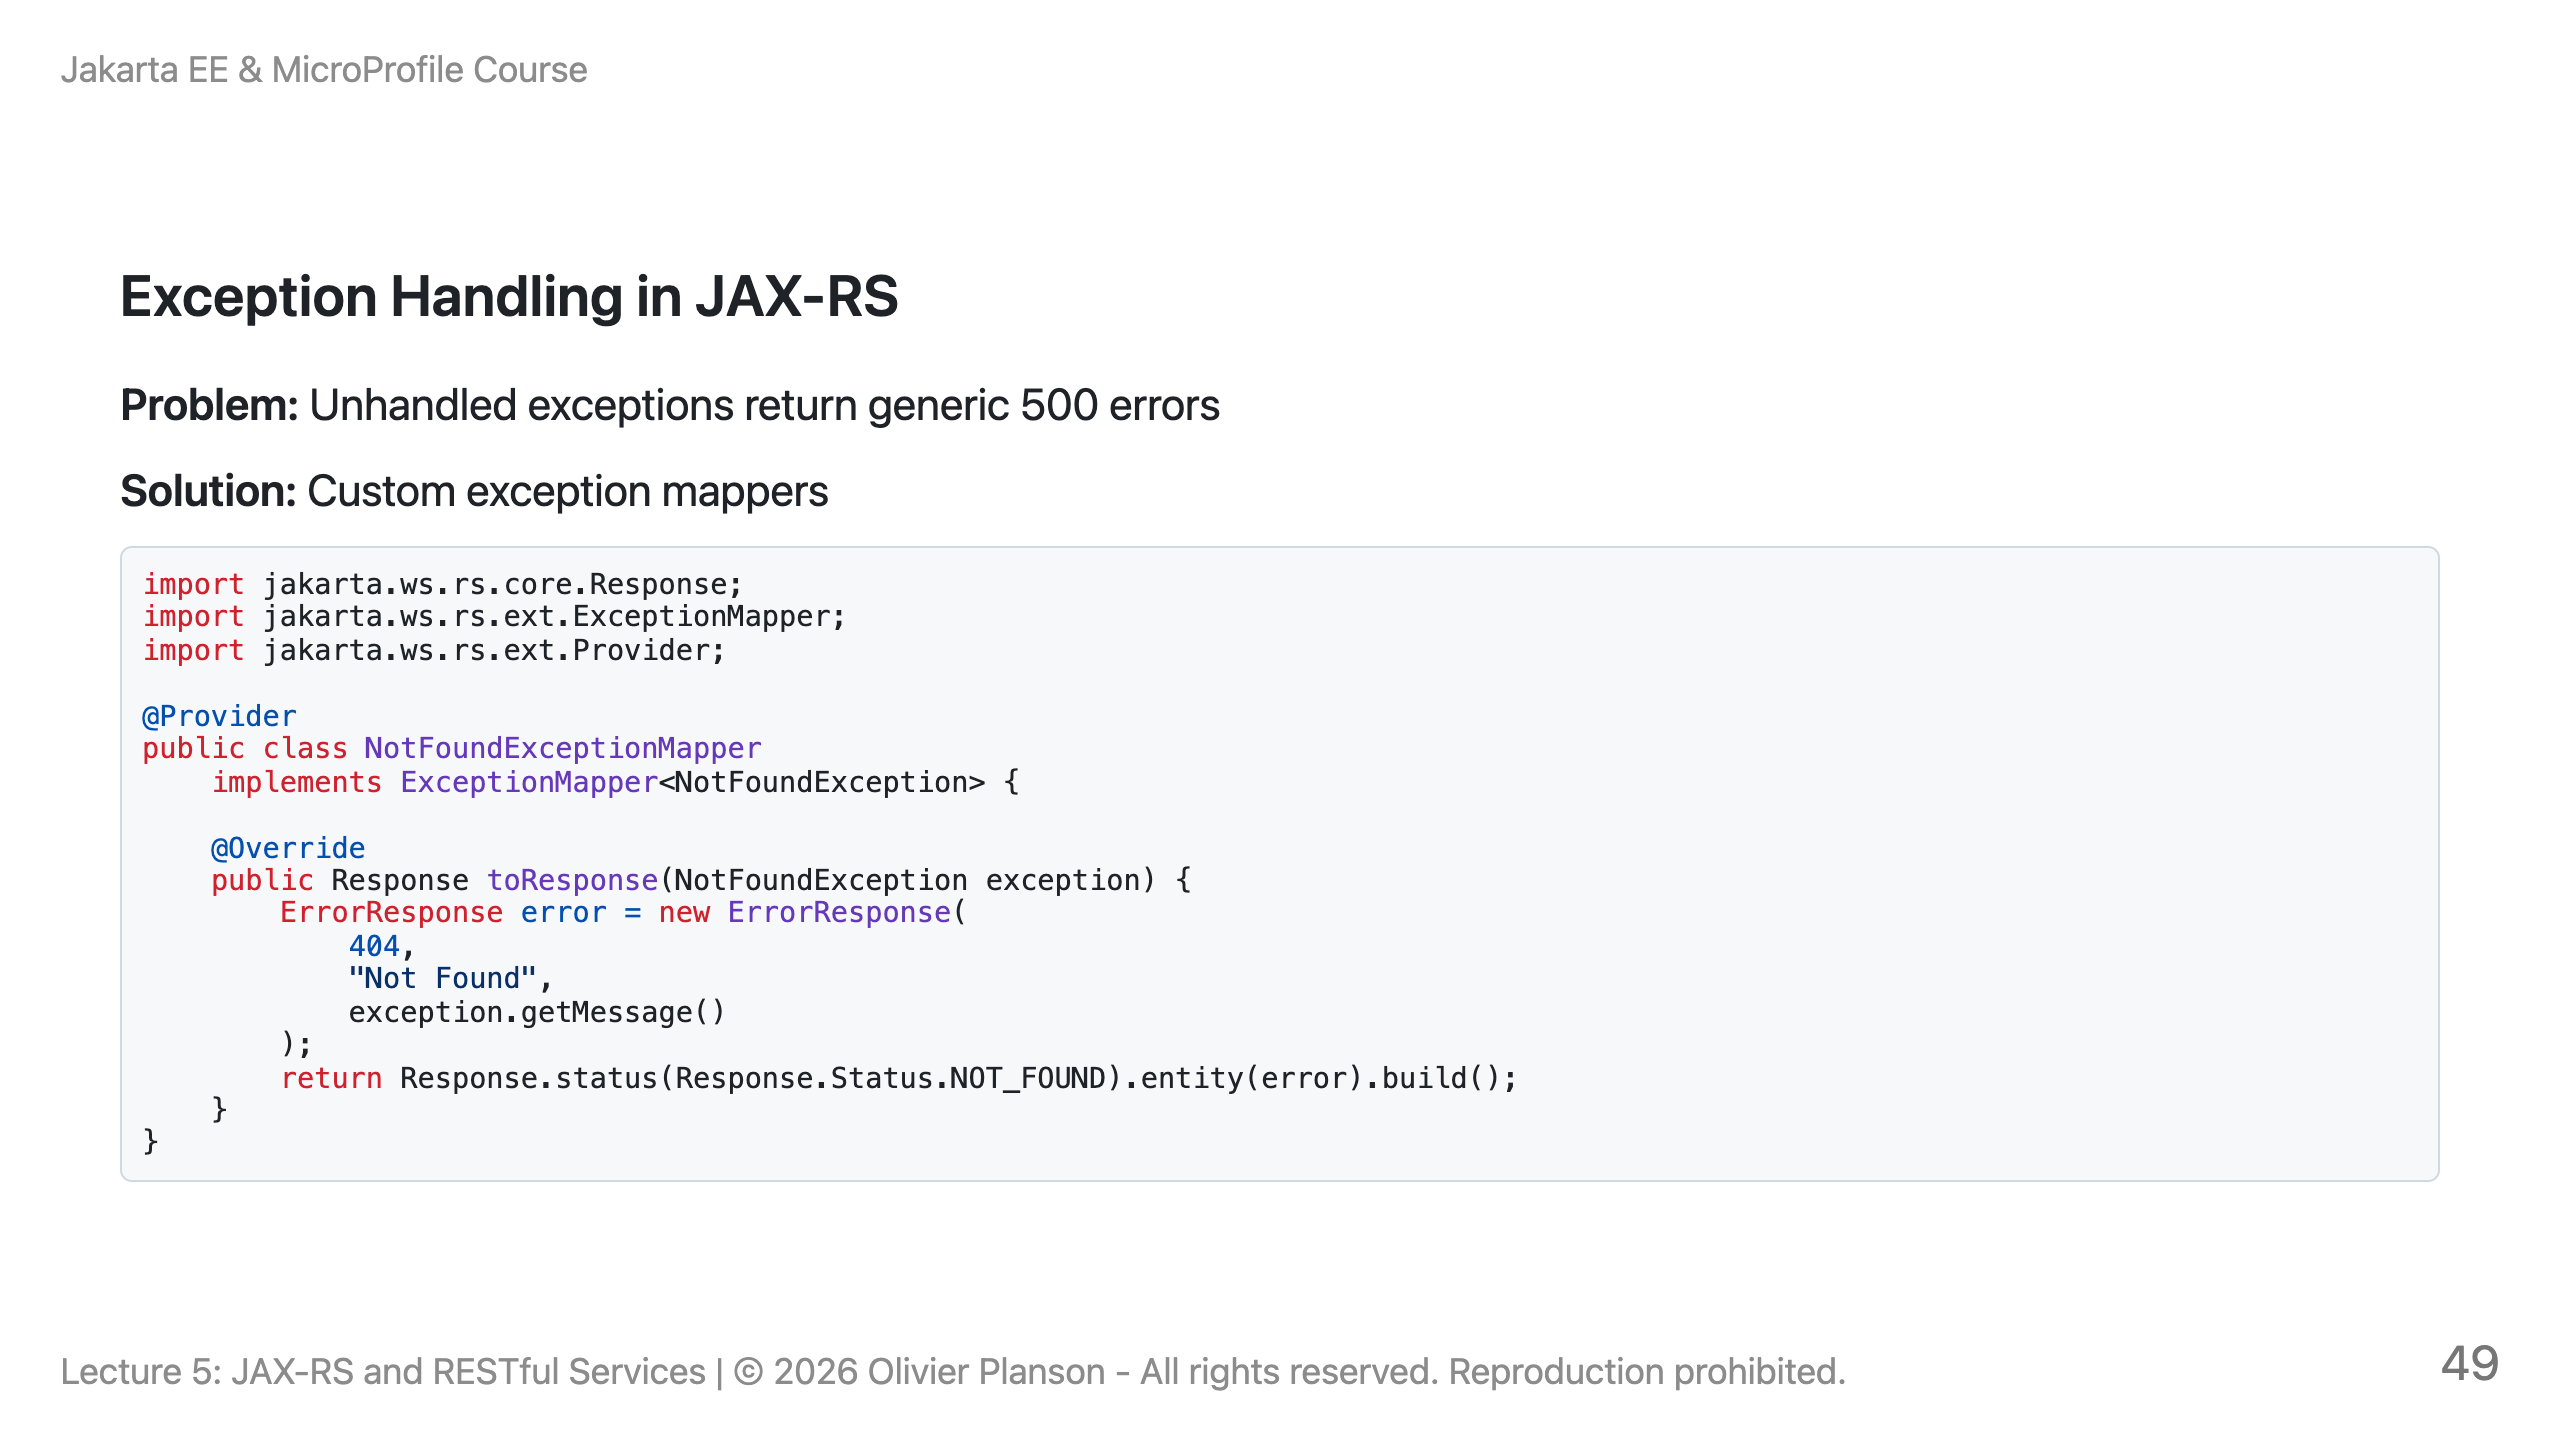 Jakarta EE & MicroProfile Course
Exception Handling in JAX-RS
Problem: Unhandled exceptions return generic 500 errors
Solution: Custom exception mappers
import jakarta.ws.rs.core.Response;
import jakarta.ws.rs.ext.ExceptionMapper;
import jakarta.ws.rs.ext.Provider;

@Provider
public class NotFoundExceptionMapper
    implements ExceptionMapper<NotFoundException> {

    @Override
    public Response toResponse(NotFoundException exception) {
        ErrorResponse error = new ErrorResponse(
            404,
            "Not Found",
            exception.getMessage()
        );
        return Response.status(Response.Status.NOT_FOUND).entity(error).build();
    }
}
Lecture 5: JAX-RS and RESTful Services | © 2026 Olivier Planson - All rights reserved. Reproduction prohibited.
49